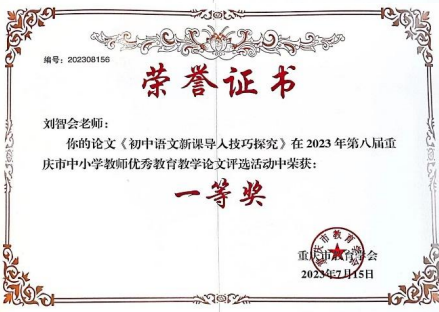 编号：202308156
荣誉证书
刘智会老师：
你的论文《初中语文新课导入技巧探究》在2023年第八届重
庆市中小学教师优秀教育教学论文评选活动中荣获：
一等奖
重庆市教育学会
2023年7月15日